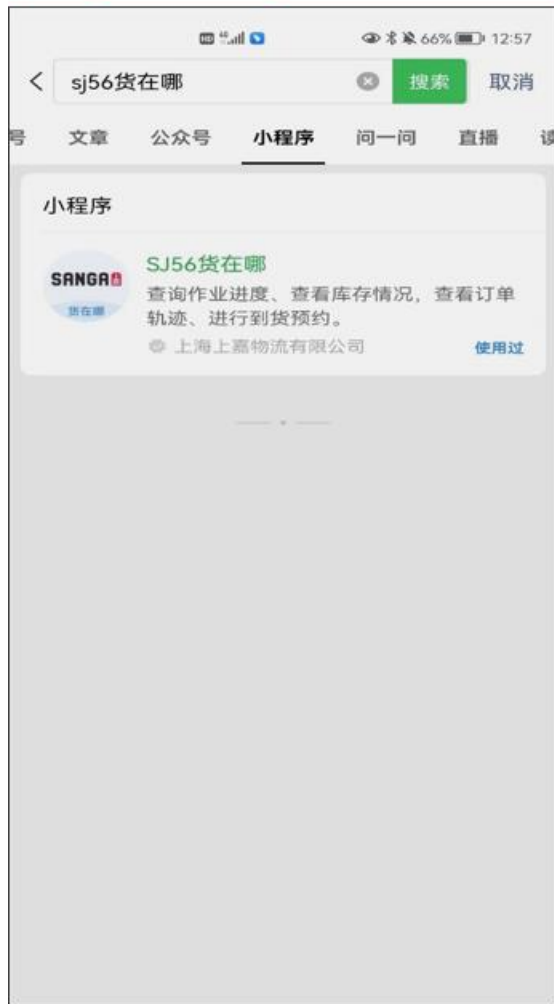 HD 4G 66% 12:57
sj56货在哪 搜索 取消
号 文章 公众号 小程序 问一问 直播 读
小程序
SANGA
货在哪
SJ56货在哪
查询作业进度、查看库存情况，查看订单
轨迹、进行到货预约。
上海上嘉物流有限公司 使用过